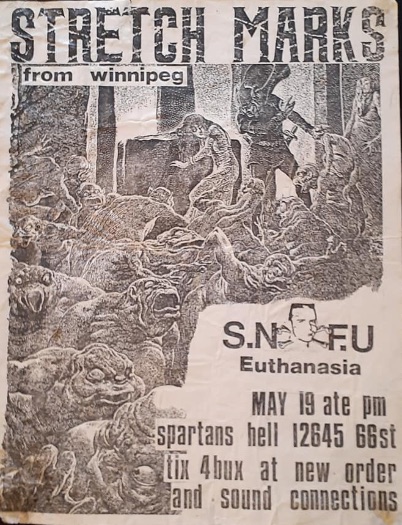 STRETCH MARKS
from winnipeg
S.N.F.U
Euthanasia
MAY 19 ate pm
spartans hell 12645 66st
tix 4bux at new order
and sound connections